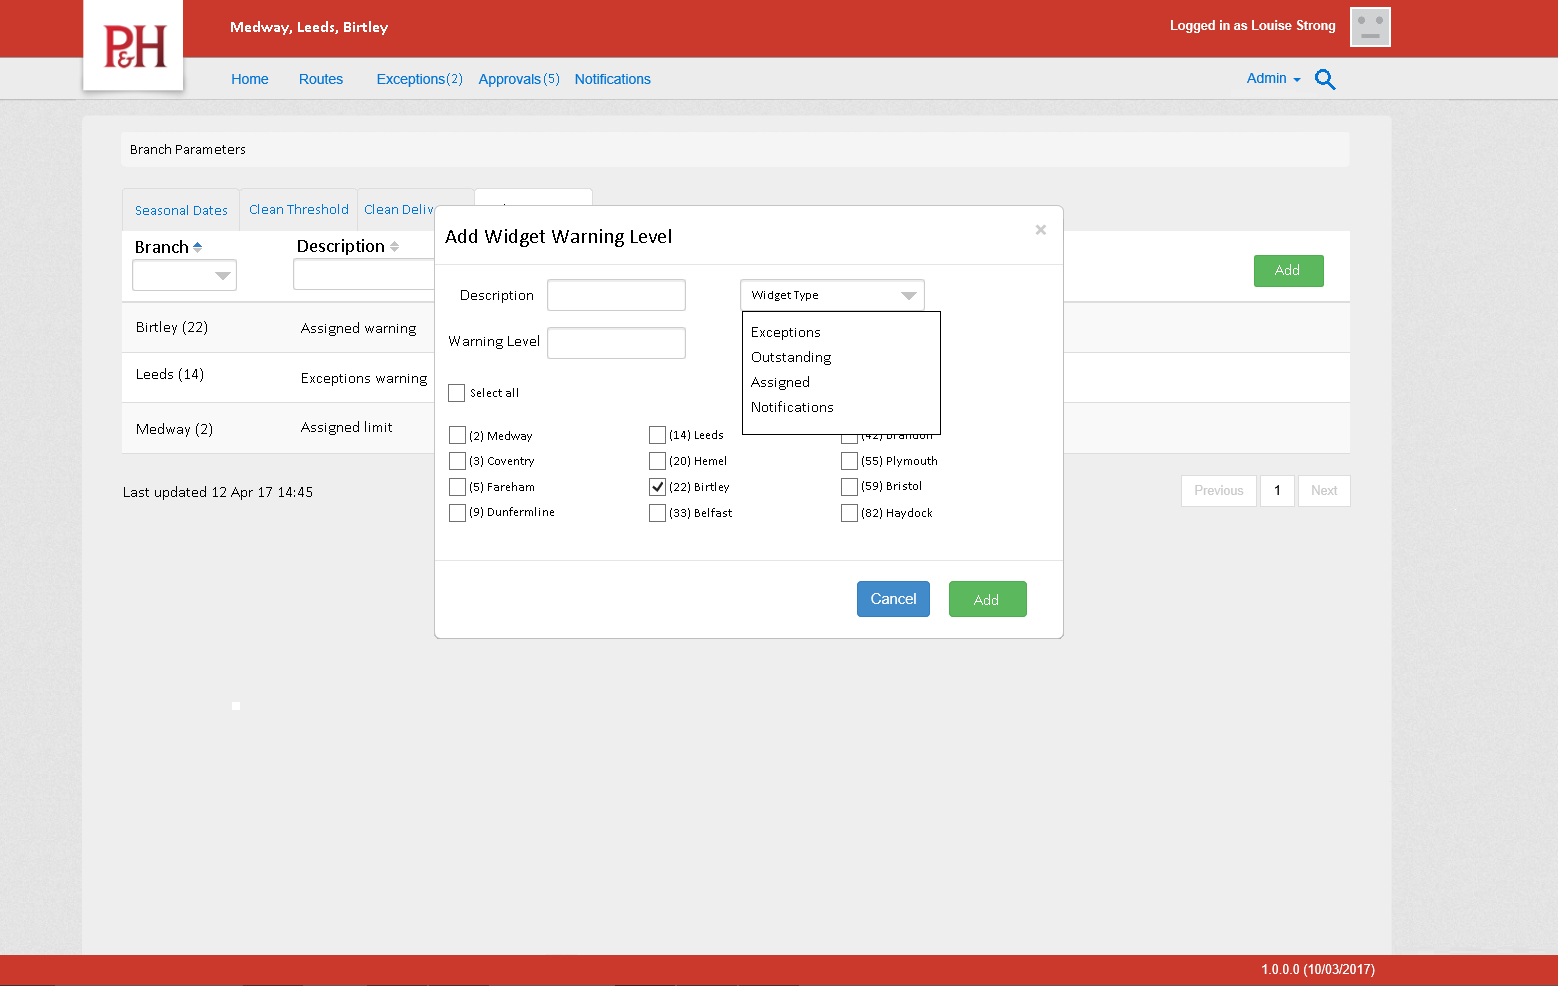 P&H
Medway, Leeds, Birtley
Logged in as Louise Strong
Home Routes Exceptions(2) Approvals(5) Notifications
Admin
Branch Parameters
Seasonal Dates Clean Threshold Clean Deliv
Branch Description
Add
Birtley (22) Assigned warning
Leeds (14) Exceptions warning
Medway (2) Assigned limit
Last updated 12 Apr 17 14:45
Previous 1 Next
Add Widget Warning Level
×
Description
Widget Type
Exceptions
Outstanding
Assigned
Notifications
Warning Level
Select all
(2) Medway (14) Leeds (42) Brandon
(3) Coventry (20) Hemel (55) Plymouth
(5) Fareham (22) Birtley (59) Bristol
(9) Dunfermline (33) Belfast (82) Haydock
Cancel Add
1.0.0.0 (10/03/2017)